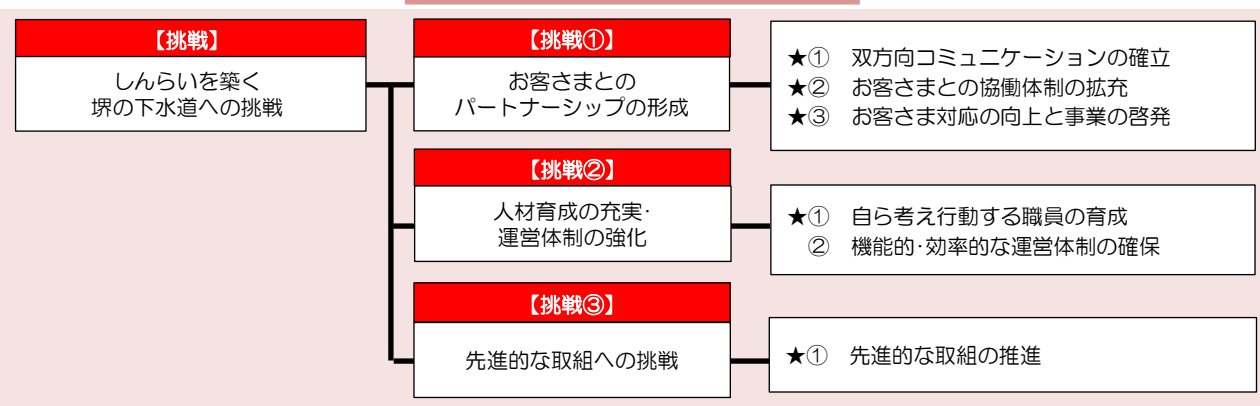 【挑戦】
しんらいを築く
堺の下水道への挑戦
【挑戦①】
お客さまとの
パートナーシップの形成
★① 双方向コミュニケーションの確立
★② お客さまとの協働体制の拡充
★③ お客さま対応の向上と事業の啓発
【挑戦②】
人材育成の充実・
運営体制の強化
★① 自ら考え行動する職員の育成
② 機能的・効率的な運営体制の確保
【挑戦③】
先進的な取組への挑戦
★① 先進的な取組の推進